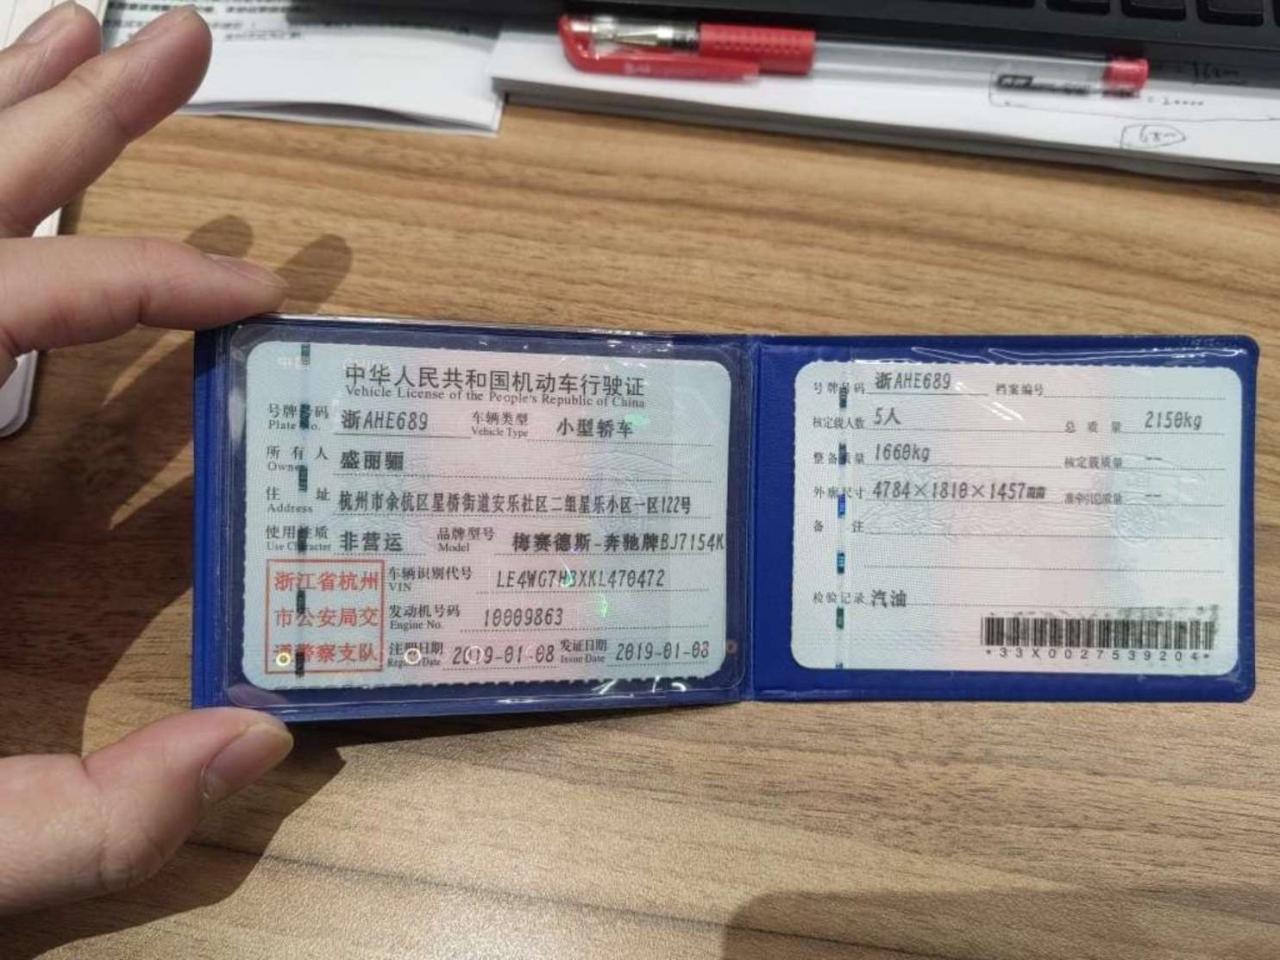 中华人民共和国机动车行驶证
Vehicle License of the People's Republic of China
号牌号码 浙AHE689 车辆类型 小型轿车
Plate No. Vehicle Type
所有人 盛丽骊
Owner
住址 杭州市余杭区星桥街道安乐社区二组星乐小区一区122号
Address
使用性质 非营运 品牌型号 梅赛德斯-奔驰牌BJ7154K
Use Character Model
浙江省杭州
市公安局交
通警察支队
车辆识别代号 LE4WG7HBXKL470472
VIN
发动机号码 10009863
Engine No.
注册日期 2019-01-08 发证日期 2019-01-08
Register Date Issue Date
号牌号码 浙AHE689 档案编号
核定载人数 5人 总质量 2150kg
整备质量 1660kg 核定载质量 --
外廓尺寸 4784×1810×1457mm 准牵引总质量 --
备注
检验记录 汽油
*33X0027539204*